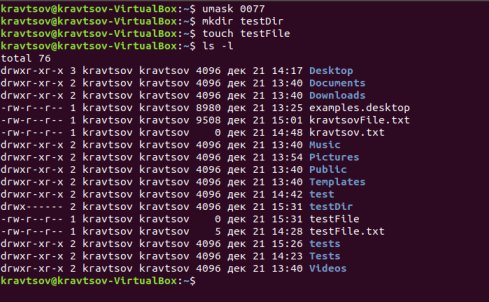 kravtsov@kravtsov-VirtualBox:~$ umask 0077
kravtsov@kravtsov-VirtualBox:~$ mkdir testDir
kravtsov@kravtsov-VirtualBox:~$ touch testFile
kravtsov@kravtsov-VirtualBox:~$ ls -l
total 76
drwxr-xr-x 3 kravtsov kravtsov 4096 дек 21 14:17 Desktop
drwxr-xr-x 2 kravtsov kravtsov 4096 дек 21 13:40 Documents
drwxr-xr-x 2 kravtsov kravtsov 4096 дек 21 13:40 Downloads
-rw-r--r-- 1 kravtsov kravtsov 8980 дек 21 13:25 examples.desktop
-rw-r--r-- 1 kravtsov kravtsov 9508 дек 21 15:01 kravtsovFile.txt
-rw-r--r-- 1 kravtsov kravtsov 0 дек 21 14:48 kravtsov.txt
drwxr-xr-x 2 kravtsov kravtsov 4096 дек 21 13:40 Music
drwxr-xr-x 2 kravtsov kravtsov 4096 дек 21 13:54 Pictures
drwxr-xr-x 2 kravtsov kravtsov 4096 дек 21 13:40 Public
drwxr-xr-x 2 kravtsov kravtsov 4096 дек 21 13:40 Templates
drwxr-xr-x 2 kravtsov kravtsov 4096 дек 21 14:42 test
drwx------ 2 kravtsov kravtsov 4096 дек 21 15:31 testDir
-rw-r--r-- 1 kravtsov kravtsov 0 дек 21 15:31 testFile
-rw-r--r-- 1 kravtsov kravtsov 5 дек 21 14:28 testFile.txt
drwxr-xr-x 2 kravtsov kravtsov 4096 дек 21 15:26 tests
drwxr-xr-x 2 kravtsov kravtsov 4096 дек 21 14:23 Tests
drwxr-xr-x 2 kravtsov kravtsov 4096 дек 21 13:40 Videos
kravtsov@kravtsov-VirtualBox:~$